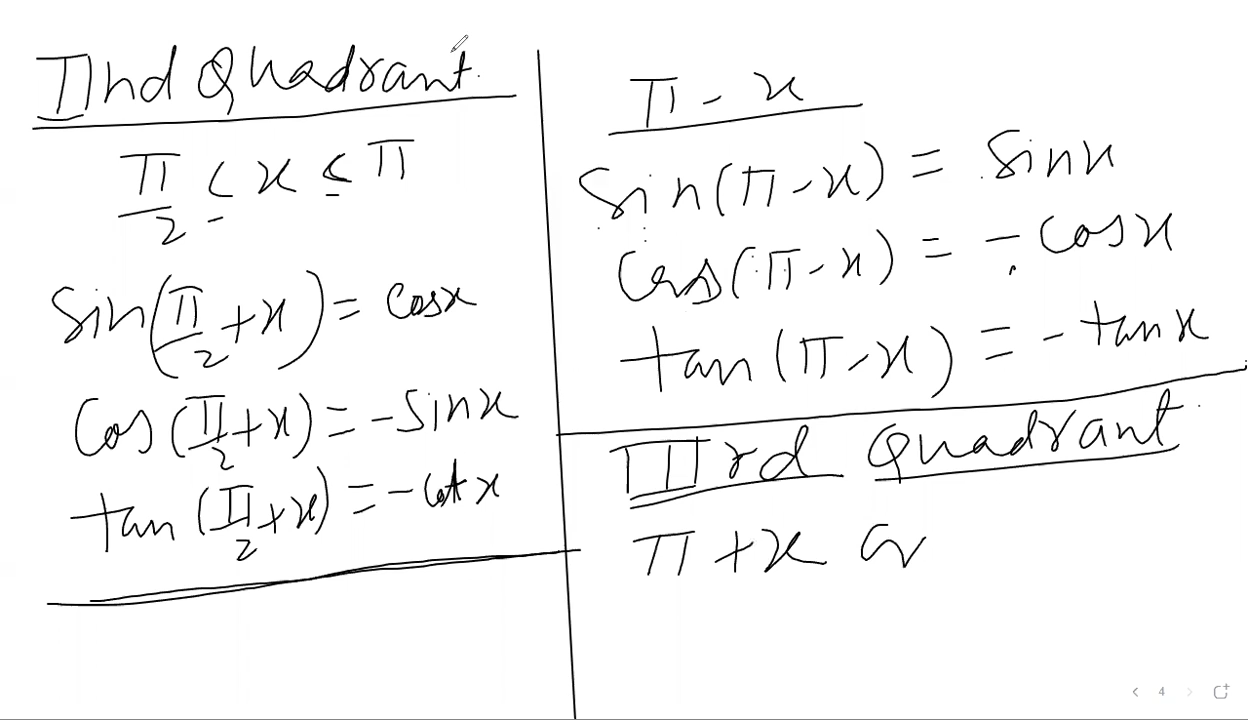 IInd Quadrant.
π/2 ≤ x ≤ π
Sin(π/2 + x) = Cosx
Cos(π/2 + x) = -Sinx
tan(π/2 + x) = -Cot x
π - x
Sin(π - x) = Sinx
Cos(π - x) = - Cosx
tan(π - x) = - tanx
IIIrd Quadrant
π + x or
4